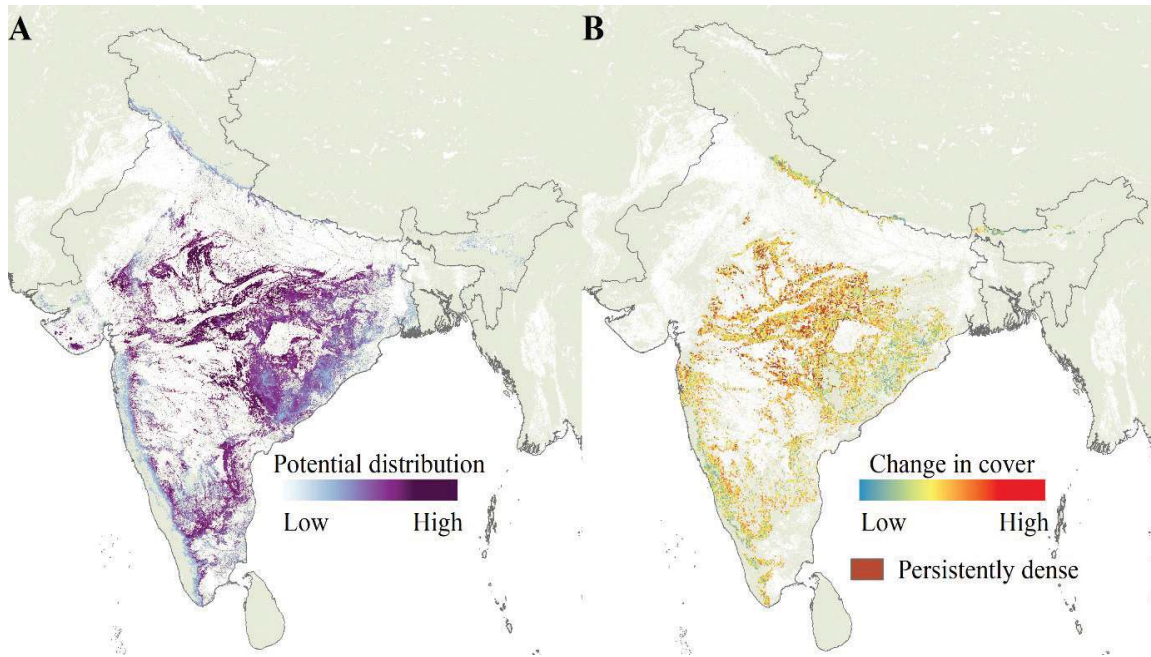 A
Potential distribution
Low High
B
Change in cover
Low High
Persistently dense